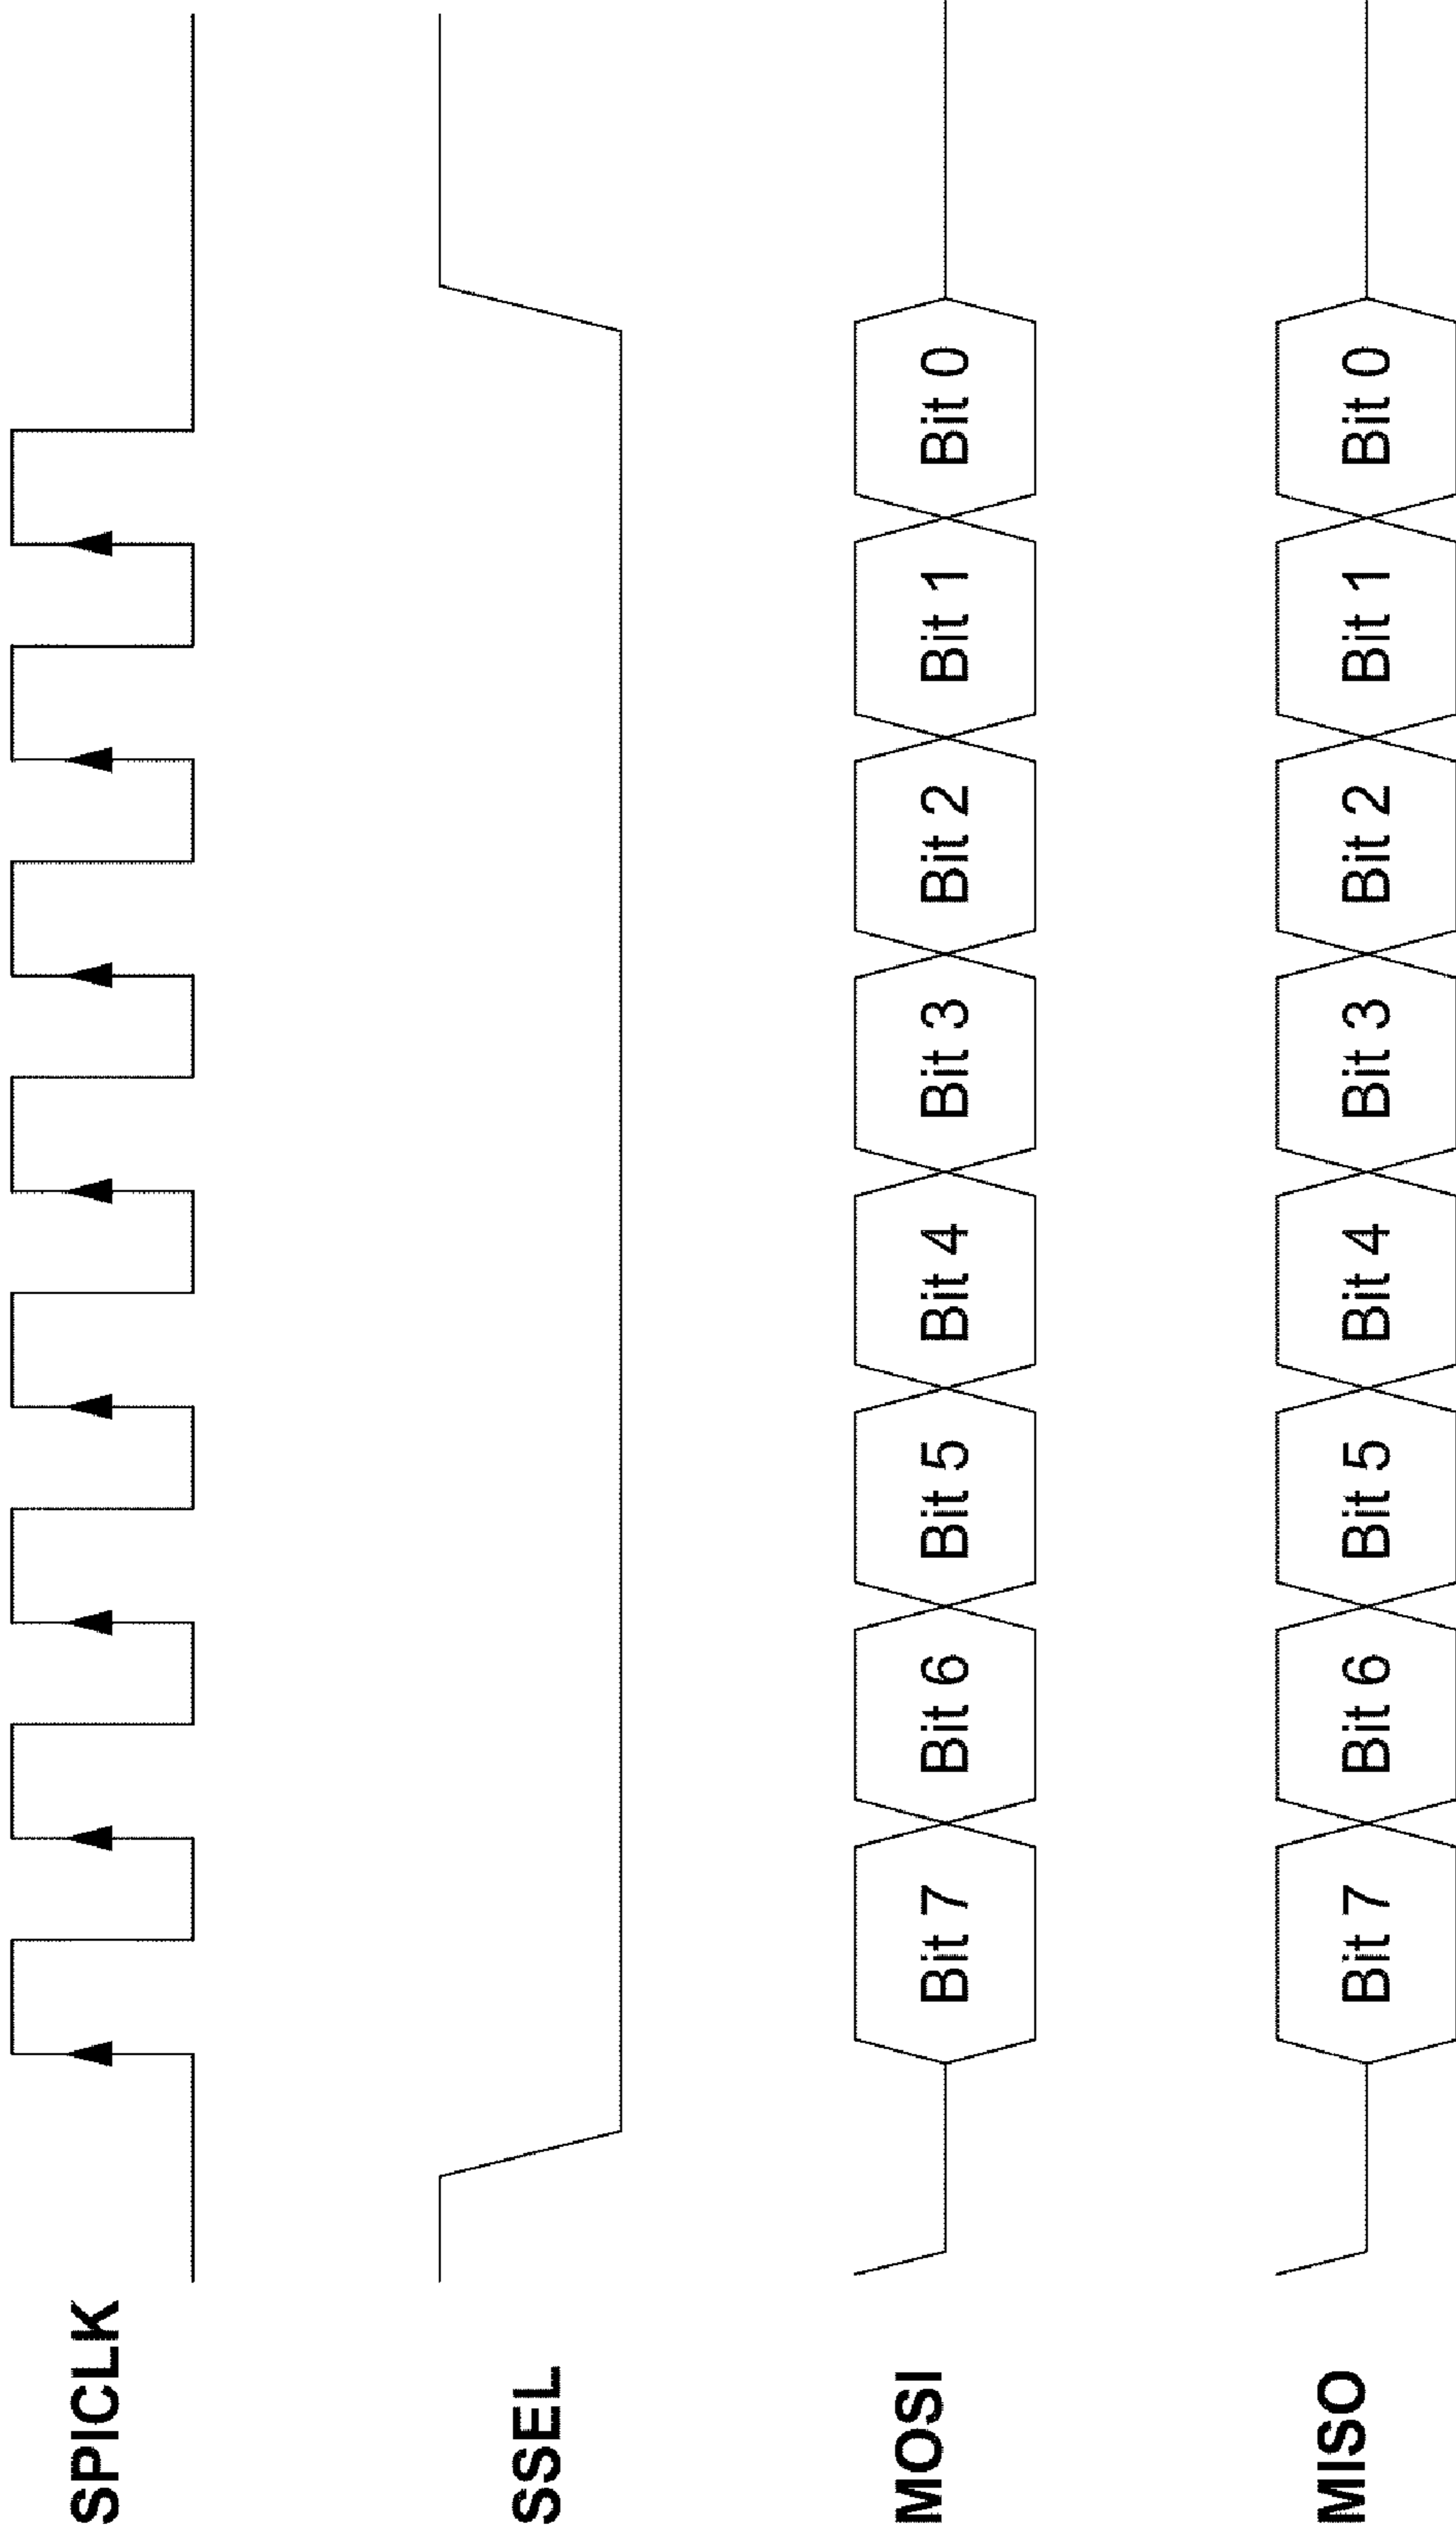 SPICLK
SSEL
MOSI Bit 7 Bit 6 Bit 5 Bit 4 Bit 3 Bit 2 Bit 1 Bit 0
MISO Bit 7 Bit 6 Bit 5 Bit 4 Bit 3 Bit 2 Bit 1 Bit 0